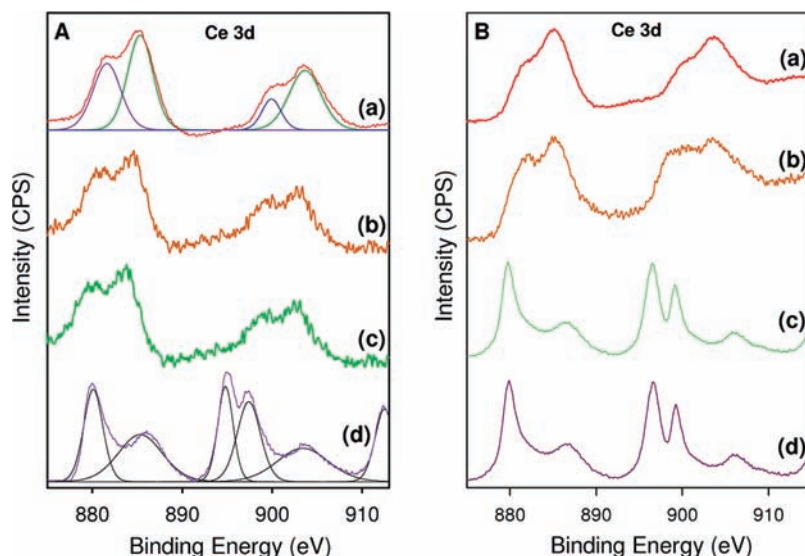 A Ce 3d
(a)
(b)
(c)
(d)
Intensity (CPS)
880 890 900 910
Binding Energy (eV)
B Ce 3d
(a)
(b)
(c)
(d)
Intensity (CPS)
880 890 900 910
Binding Energy (eV)